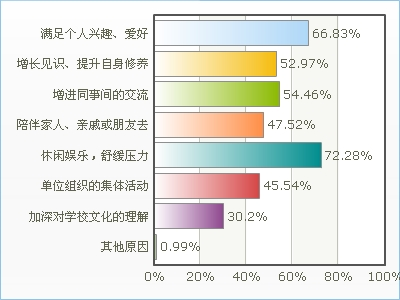 满足个人兴趣、爱好 66.83%
增长见识、提升自身修养 52.97%
增进同事间的交流 54.46%
陪伴家人、亲戚或朋友去 47.52%
休闲娱乐，舒缓压力 72.28%
单位组织的集体活动 45.54%
加深对学校文化的理解 30.2%
其他原因 0.99%
0% 20% 40% 60% 80% 100%